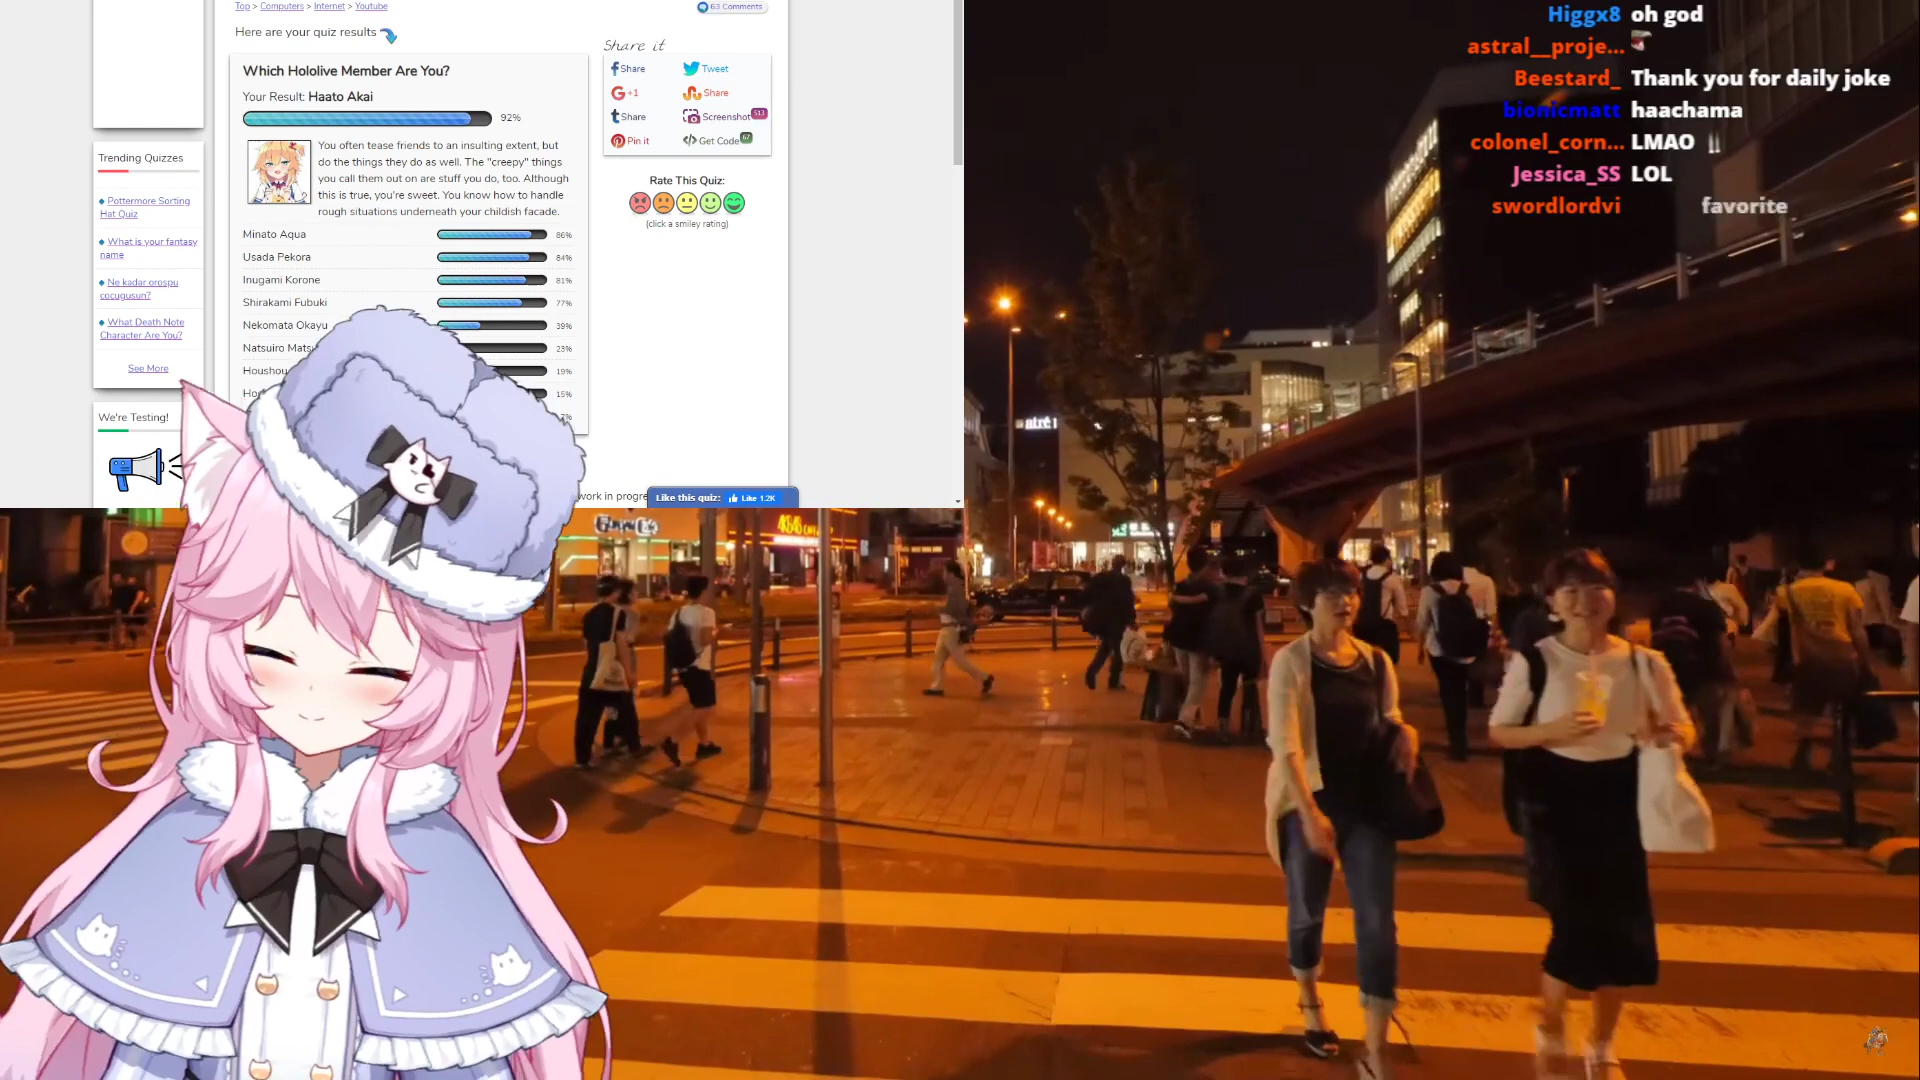 Top > Computers > Internet > Youtube
63 Comments
Here are your quiz results
Which Hololive Member Are You?
Your Result: Haato Akai
92%
You often tease friends to an insulting extent, but
do the things they do as well. The "creepy" things
you call them out on are stuff you do, too. Although
this is true, you're sweet. You know how to handle
rough situations underneath your childish facade.
Minato Aqua 86%
Usada Pekora 84%
Inugami Korone 81%
Shirakami Fubuki 77%
Nekomata Okayu 39%
Natsuiro 23%
Houshou 19%
15%
7%
Share it
Share
Tweet
+1
Share
Share
Screenshot 513
Pin it
Get Code 67
Rate This Quiz:
(click a smiley rating)
Trending Quizzes
Pottermore Sorting
Hat Quiz
What is your fantasy
name
Ne kadar orospu
cocugusun?
What Death Note
Character Are You?
See More
We're Testing!
work in progre
Like this quiz: Like 1.2K
Higgx8 oh god
astral__proje...
Beestard_ Thank you for daily joke
bionicmatt haachama
colonel_corn... LMAO
Jessica_SS LOL
swordlordvi favorite
atré